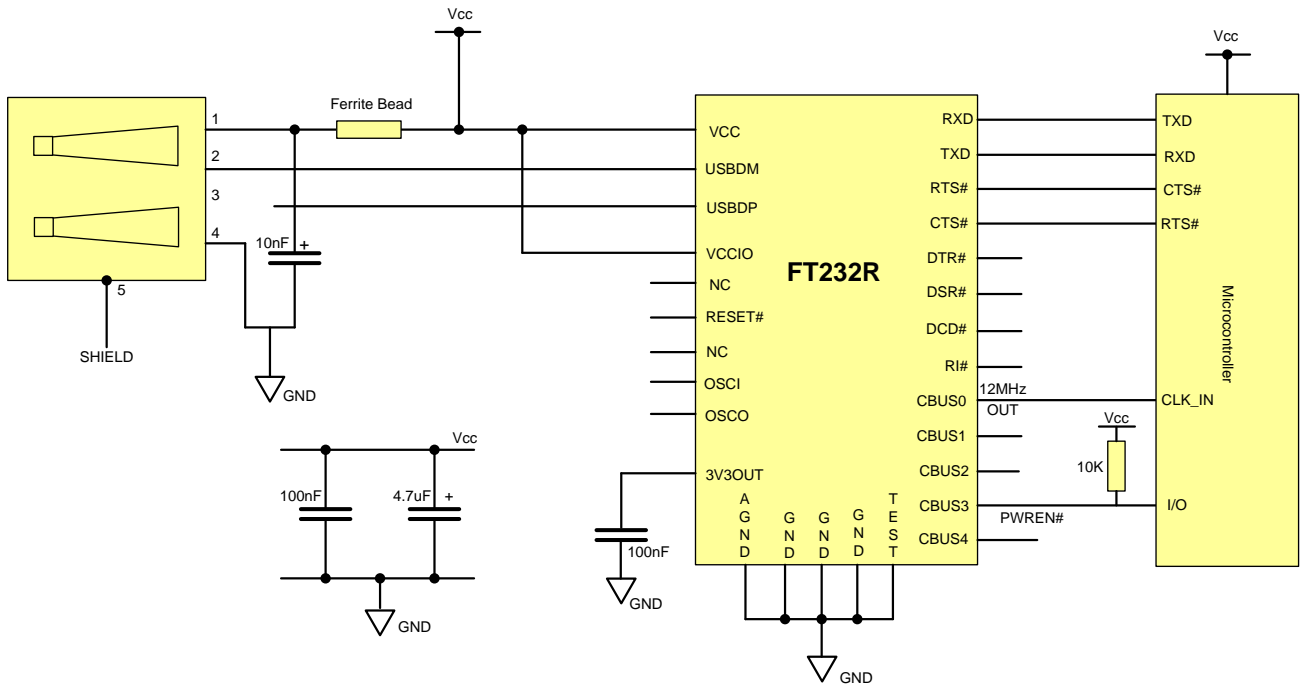 Vcc
Vcc
Ferrite Bead
1
2
3
4
5
SHIELD
10nF +
GND
Vcc
100nF
4.7uF +
GND
FT232R
VCC
USBDM
USBDP
VCCIO
NC
RESET#
NC
OSCI
OSCO
3V3OUT
100nF
GND
AGND
GND
GND
GND
TEST
GND
RXD
TXD
RTS#
CTS#
DTR#
DSR#
DCD#
RI#
CBUS0
CBUS1
CBUS2
CBUS3
CBUS4
12MHz
OUT
Vcc
10K
PWREN#
TXD
RXD
CTS#
RTS#
Microcontroller
CLK_IN
I/O